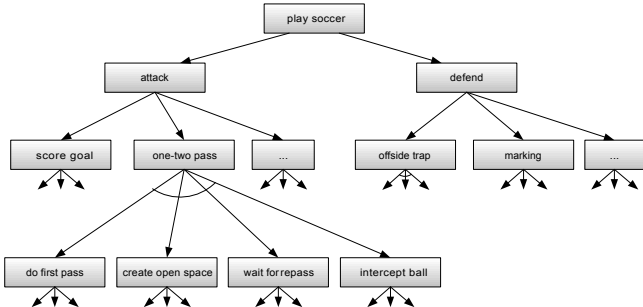 play soccer
attack
defend
score goal
one-two pass
...
offside trap
marking
...
do first pass
create open space
wait for repass
intercept ball